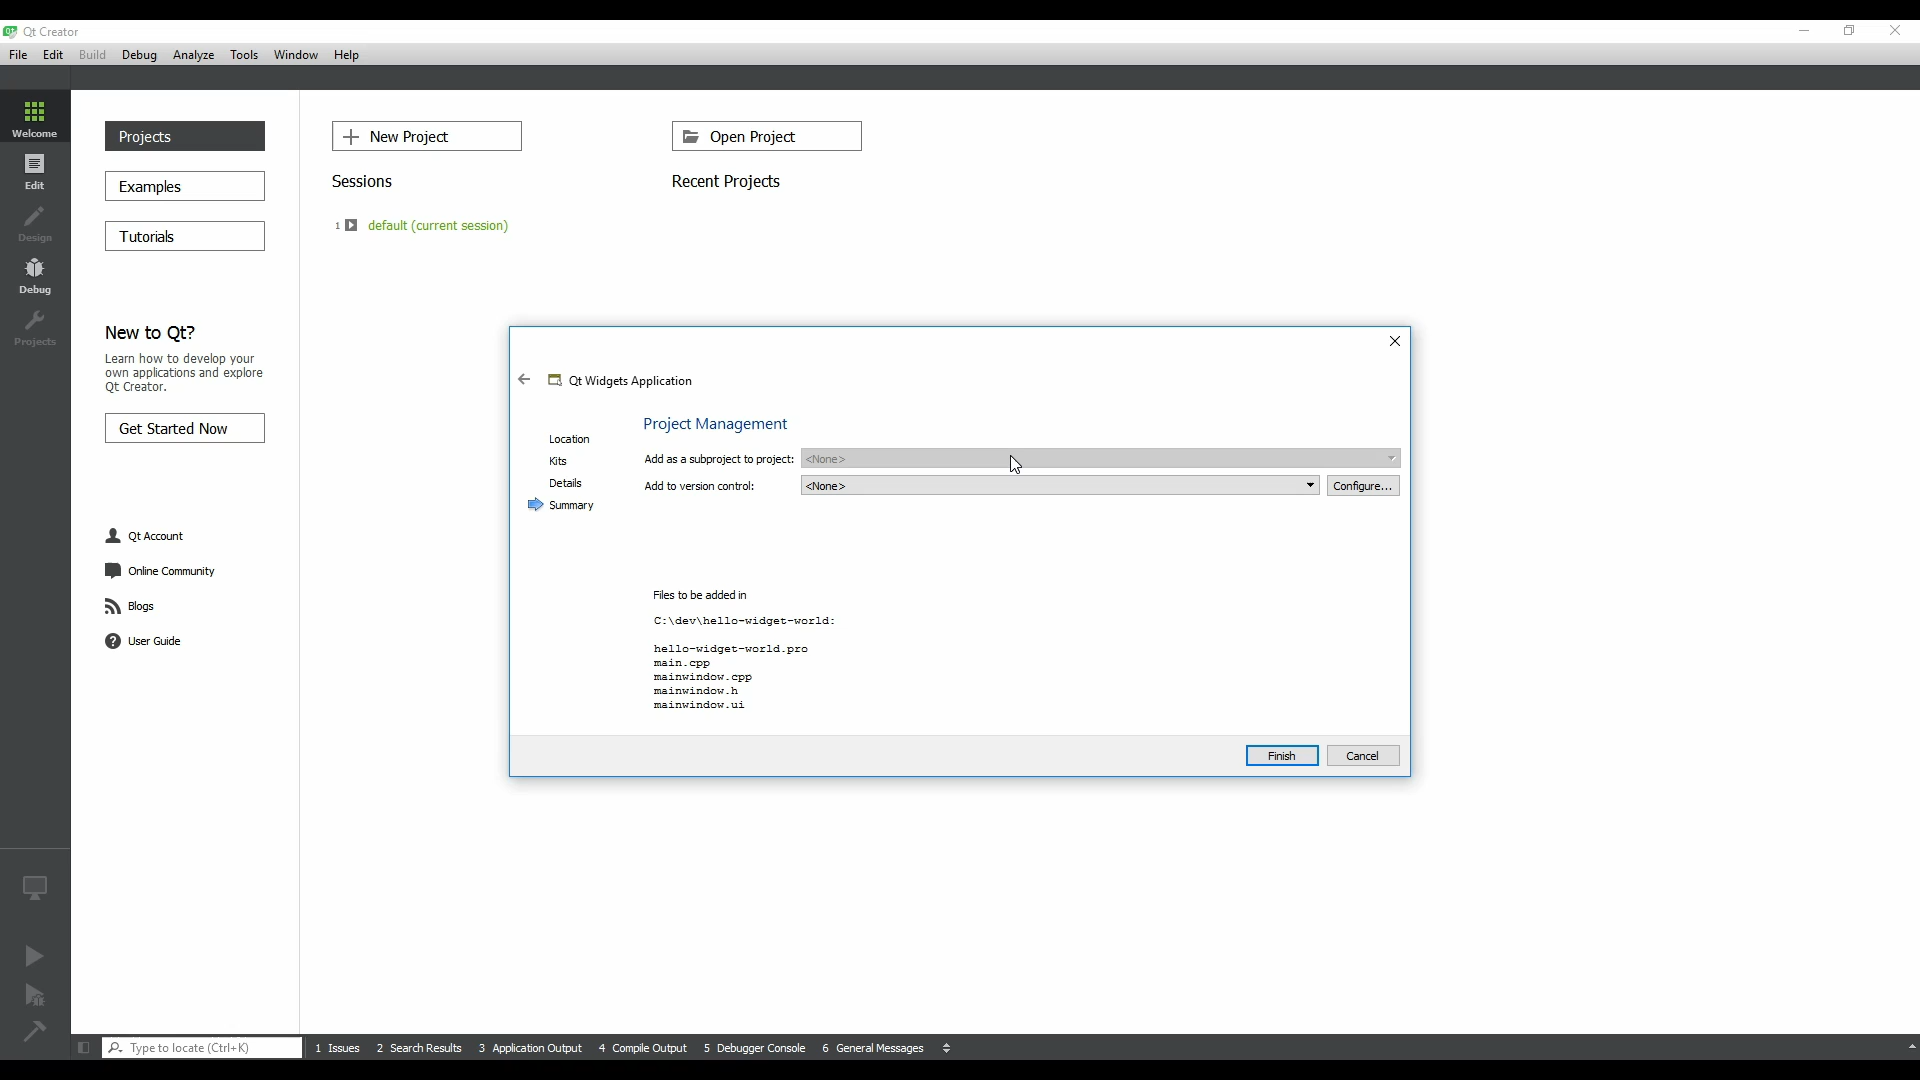 Qt Creator
File Edit Build Debug Analyze Tools Window Help
Welcome
Edit
Design
Debug
Projects
Projects
Examples
Tutorials
New to Qt?
Learn how to develop your
own applications and explore
Qt Creator.
Get Started Now
Qt Account
Online Community
Blogs
User Guide
New Project
Open Project
Sessions
Recent Projects
1 default (current session)
Qt Widgets Application
Location
Kits
Details
Summary
Project Management
Add as a subproject to project: <None>
Add to version control: <None> Configure...
Files to be added in
C:\dev\hello-widget-world:
hello-widget-world.pro
main.cpp
mainwindow.cpp
mainwindow.h
mainwindow.ui
Finish Cancel
Type to locate (Ctrl+K) 1 Issues 2 Search Results 3 Application Output 4 Compile Output 5 Debugger Console 6 General Messages